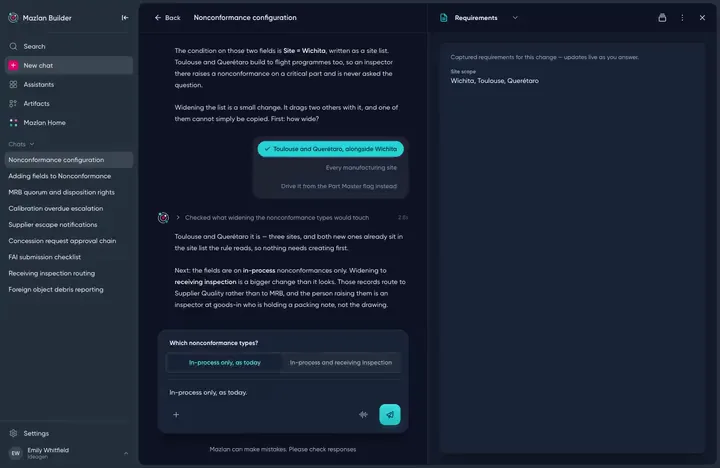 Mazlan Builder
Search
New chat
Assistants
Artifacts
Mazlan Home
Chats
Nonconformance configuration
Adding fields to Nonconformance
MRB quorum and disposition rights
Calibration overdue escalation
Supplier escape notifications
Concession request approval chain
FAI submission checklist
Receiving inspection routing
Foreign object debris reporting
Settings
EW
Emily Whitfield
Ideagen
Back
Nonconformance configuration
The condition on those two fields is Site = Wichita, written as a site list.
Toulouse and Querétaro build to flight programmes too, so an inspector
there raises a nonconformance on a critical part and is never asked the
question.
Widening the list is a small change. It drags two others with it, and one of
them cannot simply be copied. First: how wide?
Toulouse and Querétaro, alongside Wichita
Every manufacturing site
Drive it from the Part Master flag instead
Checked what widening the nonconformance types would touch
Toulouse and Querétaro it is — three sites, and both new ones already sit in
the site list the rule reads, so nothing needs creating first.
Next: the fields are on in-process nonconformances only. Widening to
receiving inspection is a bigger change than it looks. Those records route to
Supplier Quality rather than to MRB, and the person raising them is an
inspector at goods-in who is holding a packing note, not the drawing.
Which nonconformance types?
In-process only, as today
In-process and receiving inspection
In-process only, as today.
Mazlan can make mistakes. Please check responses
Requirements
Captured requirements for this change – updates live as you answer.
Site scope
Wichita, Toulouse, Querétaro